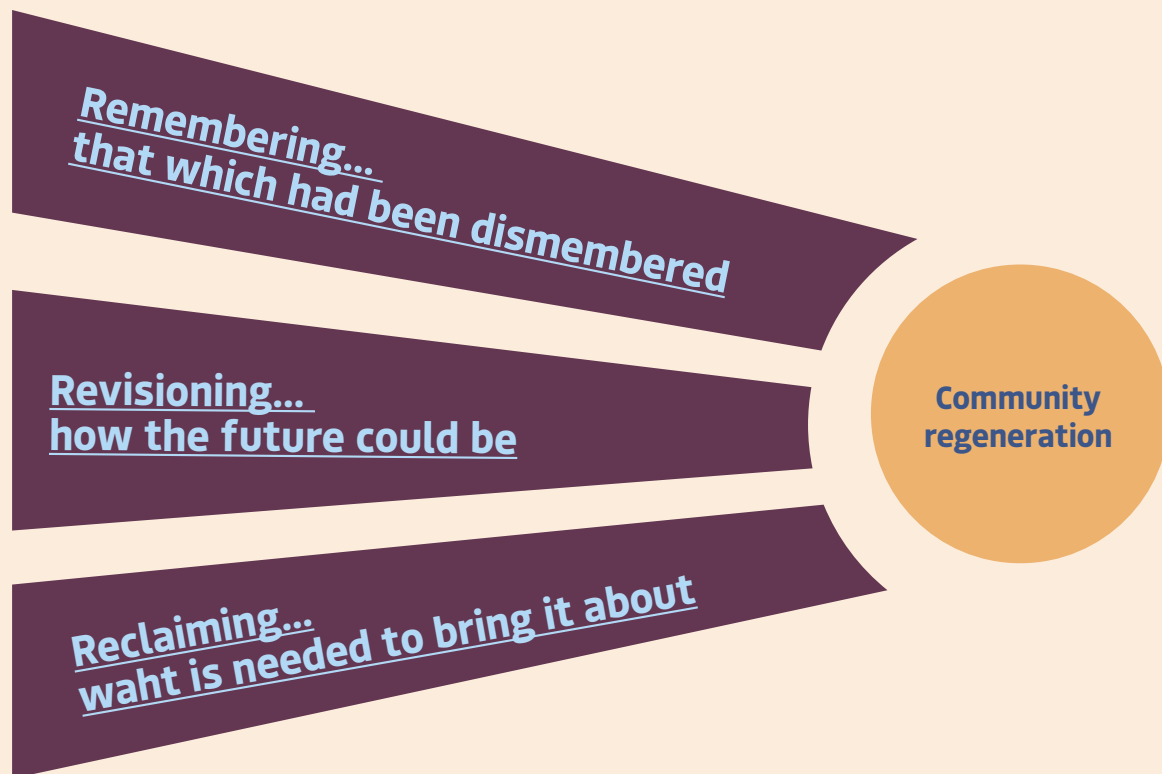 Remembering...
that which had been dismembered
Revisioning...
how the future could be
Reclaiming...
waht is needed to bring it about
Community
regeneration